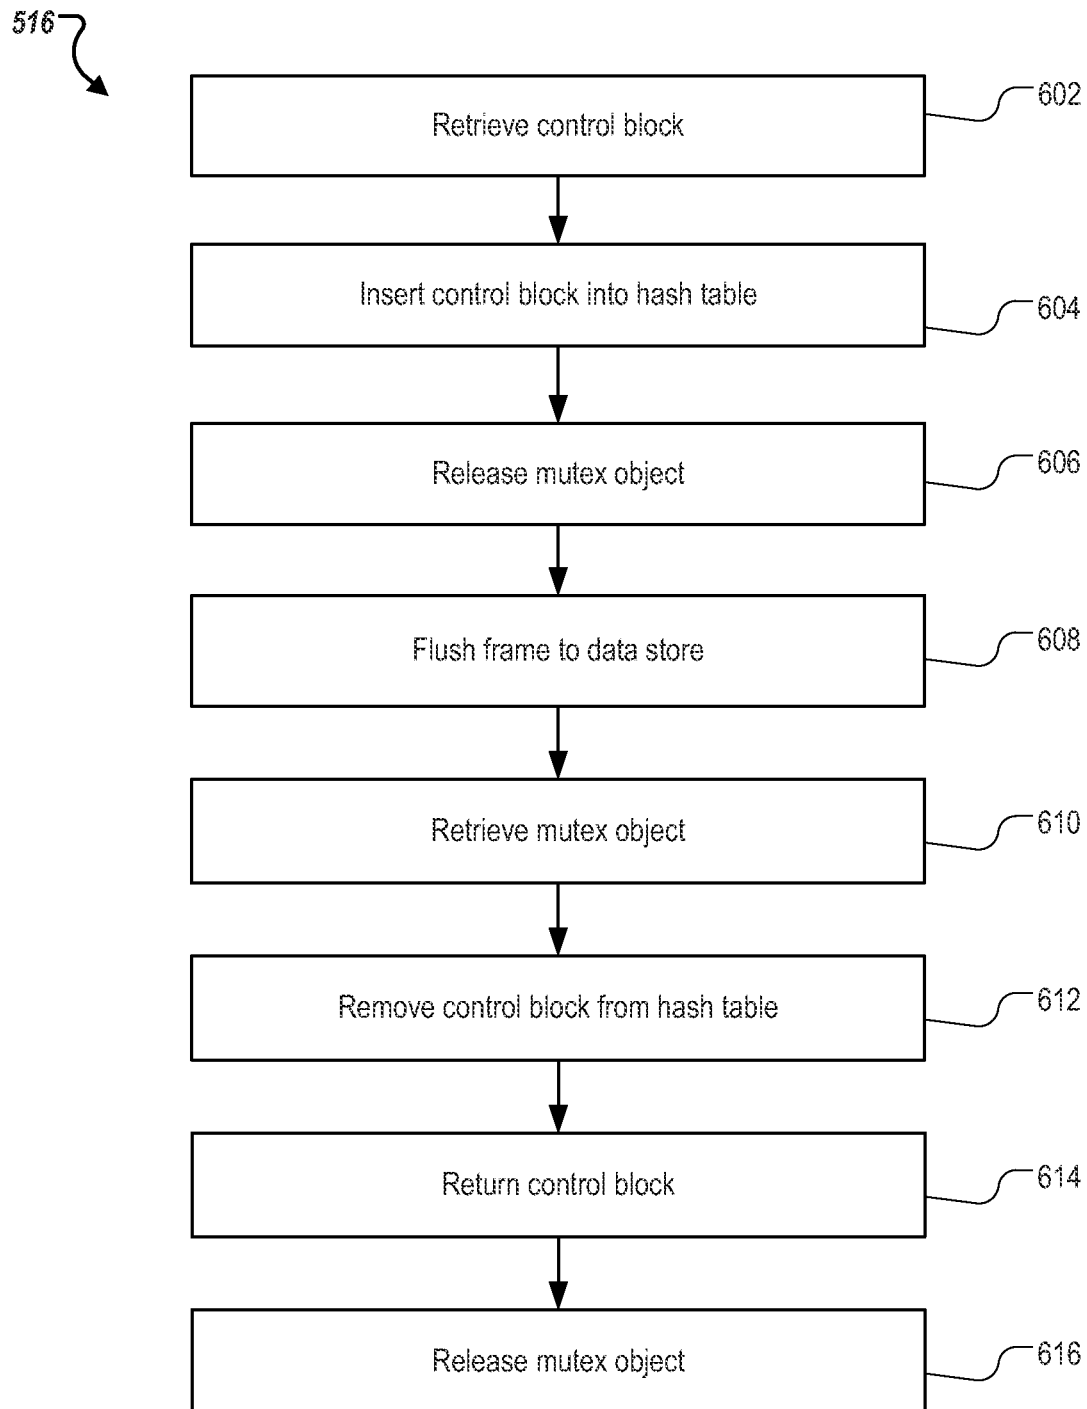 516
Retrieve control block
602
Insert control block into hash table
604
Release mutex object
606
Flush frame to data store
608
Retrieve mutex object
610
Remove control block from hash table
612
Return control block
614
Release mutex object
616